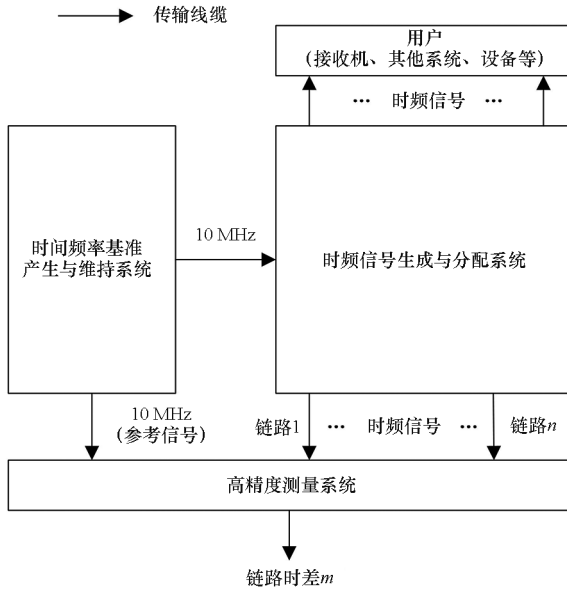 传输线缆
用户
(接收机、其他系统、设备等)
… 时频信号 …
时间频率基准
产生与维持系统
10 MHz
时频信号生成与分配系统
10 MHz
(参考信号)
链路1 … 时频信号 … 链路n
高精度测量系统
链路时差m